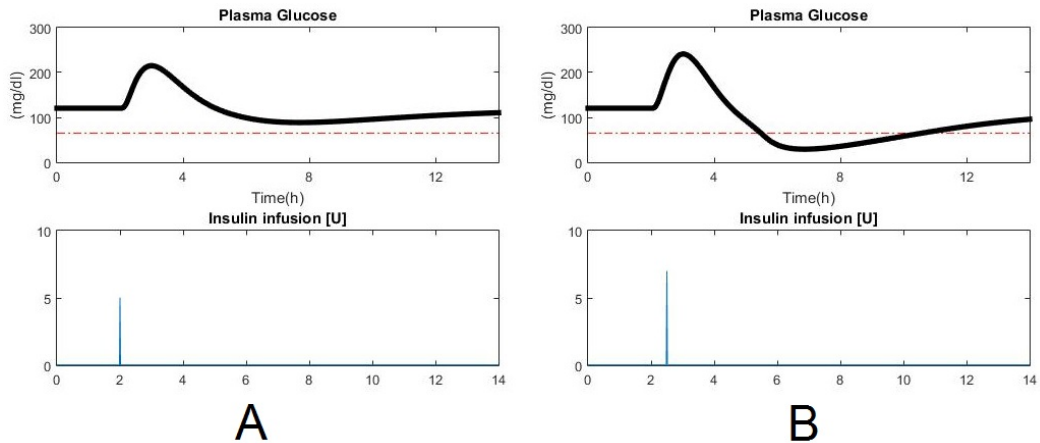 Plasma Glucose
300
200
100
0
(mg/dl)
0 4 8 12
Time(h)
Insulin infusion [U]
10
5
0
0 2 4 6 8 10 12 14
A
Plasma Glucose
300
200
100
0
(mg/dl)
0 4 8 12
Time(h)
Insulin infusion [U]
10
5
0
0 2 4 6 8 10 12 14
B